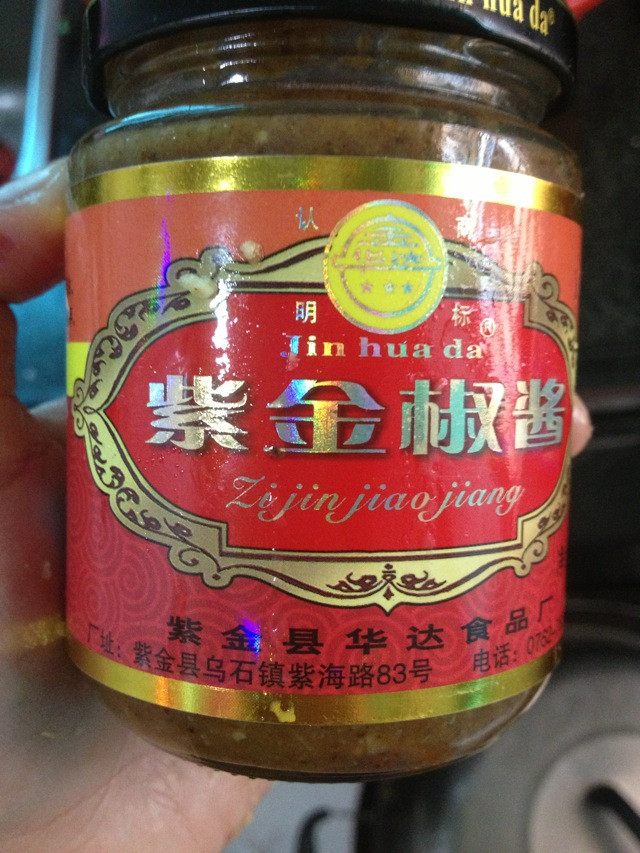 hua da®
认 商
明 标
Jin hua da ®
紫金椒酱
Zi jin jiao jiang
紫金县华达食品厂
厂址：紫金县乌石镇紫海路83号 电话：0762